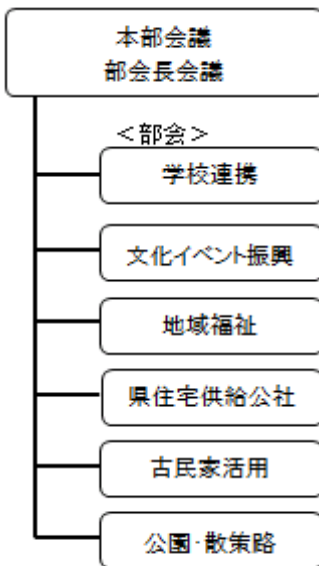 本部会議
部会長会議
＜部会＞
学校連携
文化イベント振興
地域福祉
県住宅供給公社
古民家活用
公園・散策略